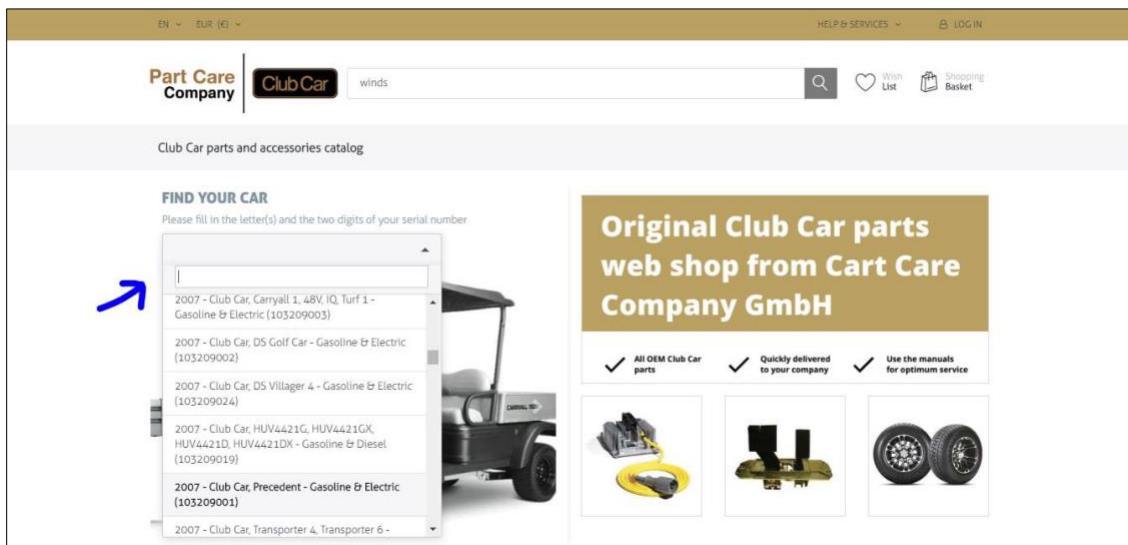 EN EUR (€) HELP & SERVICES LOG IN
Part Care
Company
Club Car
winds
Wish
List
Shopping
Basket
Club Car parts and accessories catalog
FIND YOUR CAR
Please fill in the letter(s) and the two digits of your serial number
2007 - Club Car, Carryall 1, 48V, IQ, Turf 1 -
Gasoline & Electric (103209003)
2007 - Club Car, DS Golf Car - Gasoline & Electric
(103209002)
2007 - Club Car, DS Villager 4 - Gasoline & Electric
(103209024)
2007 - Club Car, HUV4421G, HUV4421GX,
HUV4421D, HUV4421DX - Gasoline & Diesel
(103209019)
2007 - Club Car, Precedent - Gasoline & Electric
(103209001)
2007 - Club Car, Transporter 4, Transporter 6 -
Original Club Car parts
web shop from Cart Care
Company GmbH
All OEM Club Car
parts
Quickly delivered
to your company
Use the manuals
for optimum service